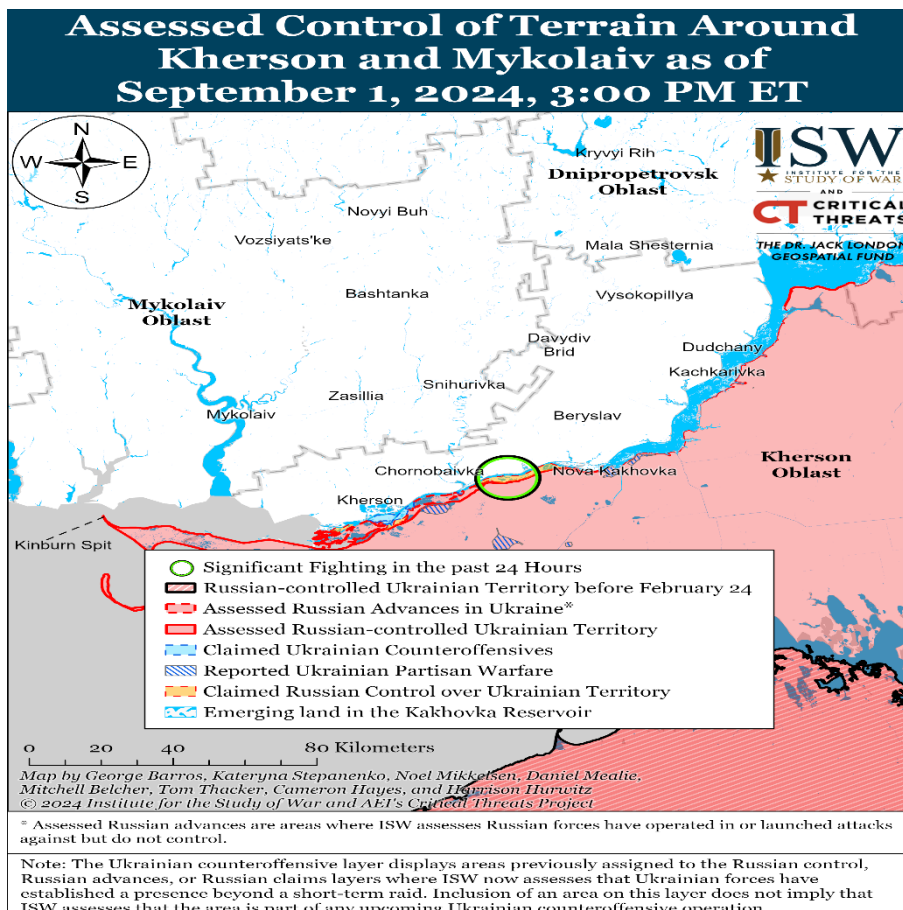 Assessed Control of Terrain Around
Kherson and Mykolaiv as of
September 1, 2024, 3:00 PM ET
N
W E
S
ISW
INSTITUTE FOR THE
STUDY OF WAR
AND
CT CRITICAL
THREATS
THE DR. JACK LONDON
GEOSPATIAL FUND
Kryvyi Rih
Dnipropetrovsk
Oblast
Novyi Buh
Vozsiyats'ke
Mala Shesternia
Bashtanka
Vysokopillya
Mykolaiv
Oblast
Davydiv
Brid
Dudchany
Kachkarivka
Snihurivka
Zasillia
Mykolaiv
Beryslav
Kherson
Oblast
Chornobaivka
Nova Kakhovka
Kherson
Kinburn Spit
Significant Fighting in the past 24 Hours
Russian-controlled Ukrainian Territory before February 24
Assessed Russian Advances in Ukraine*
Assessed Russian-controlled Ukrainian Territory
Claimed Ukrainian Counteroffensives
Reported Ukrainian Partisan Warfare
Claimed Russian Control over Ukrainian Territory
Emerging land in the Kakhovka Reservoir
0 20 40 80 Kilometers
Map by George Barros, Kateryna Stepanenko, Noel Mikkelsen, Daniel Mealie,
Mitchell Belcher, Tom Thacker, Cameron Hayes, and Harrison Hurwitz
© 2024 Institute for the Study of War and AEI's Critical Threats Project
* Assessed Russian advances are areas where ISW assesses Russian forces have operated in or launched attacks
against but do not control.
Note: The Ukrainian counteroffensive layer displays areas previously assigned to the Russian control,
Russian advances, or Russian claims layers where ISW now assesses that Ukrainian forces have
established a presence beyond a short-term raid. Inclusion of an area on this layer does not imply that
ISW assesses that the area is part of any upcoming Ukrainian counteroffensive operation.